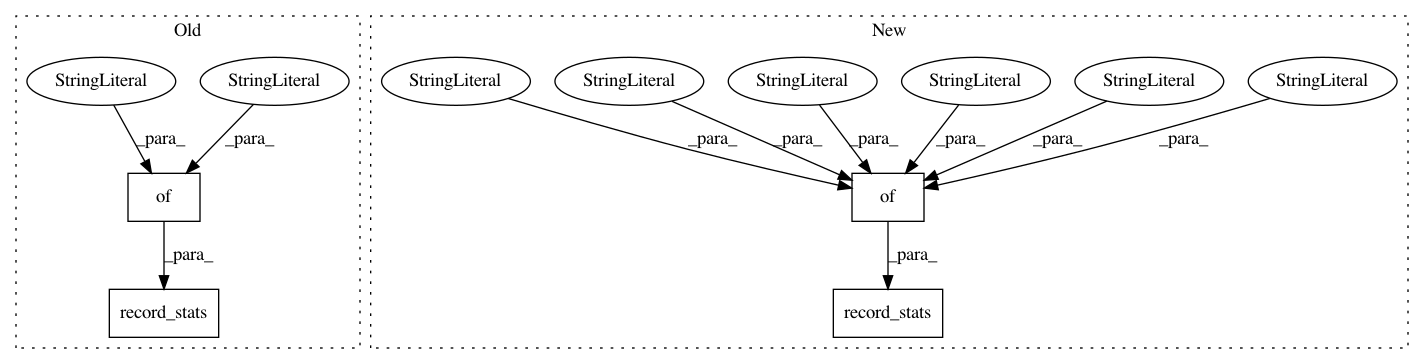 Old
New
StringLiteral
StringLiteral
StringLiteral
StringLiteral
StringLiteral
StringLiteral
StringLiteral
StringLiteral
_para_
_para_
_para_
_para_
_para_
_para_
_para_
_para_
of
of
_para_
_para_
record_stats
record_stats